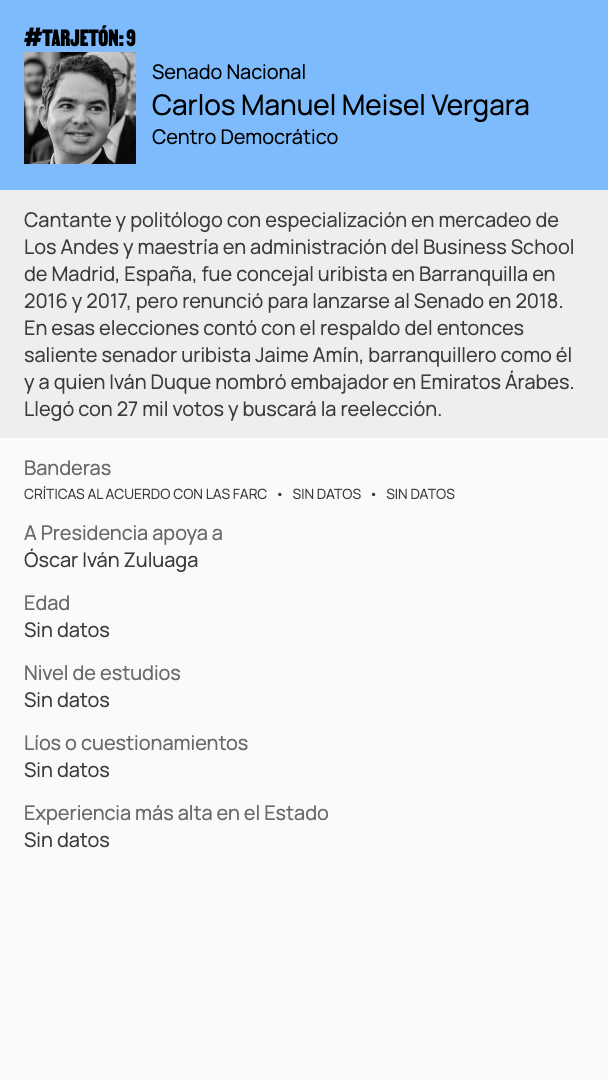 #TARJETÓN: 9
Senado Nacional
Carlos Manuel Meisel Vergara
Centro Democrático
Cantante y politólogo con especialización en mercadeo de
Los Andes y maestría en administración del Business School
de Madrid, España, fue concejal uribista en Barranquilla en
2016 y 2017, pero renunció para lanzarse al Senado en 2018.
En esas elecciones contó con el respaldo del entonces
saliente senador uribista Jaime Amín, barranquillero como él
y a quien Iván Duque nombró embajador en Emiratos Árabes.
Llegó con 27 mil votos y buscará la reelección.
Banderas
CRÍTICAS AL ACUERDO CON LAS FARC • SIN DATOS • SIN DATOS
A Presidencia apoya a
Óscar Iván Zuluaga
Edad
Sin datos
Nivel de estudios
Sin datos
Líos o cuestionamientos
Sin datos
Experiencia más alta en el Estado
Sin datos